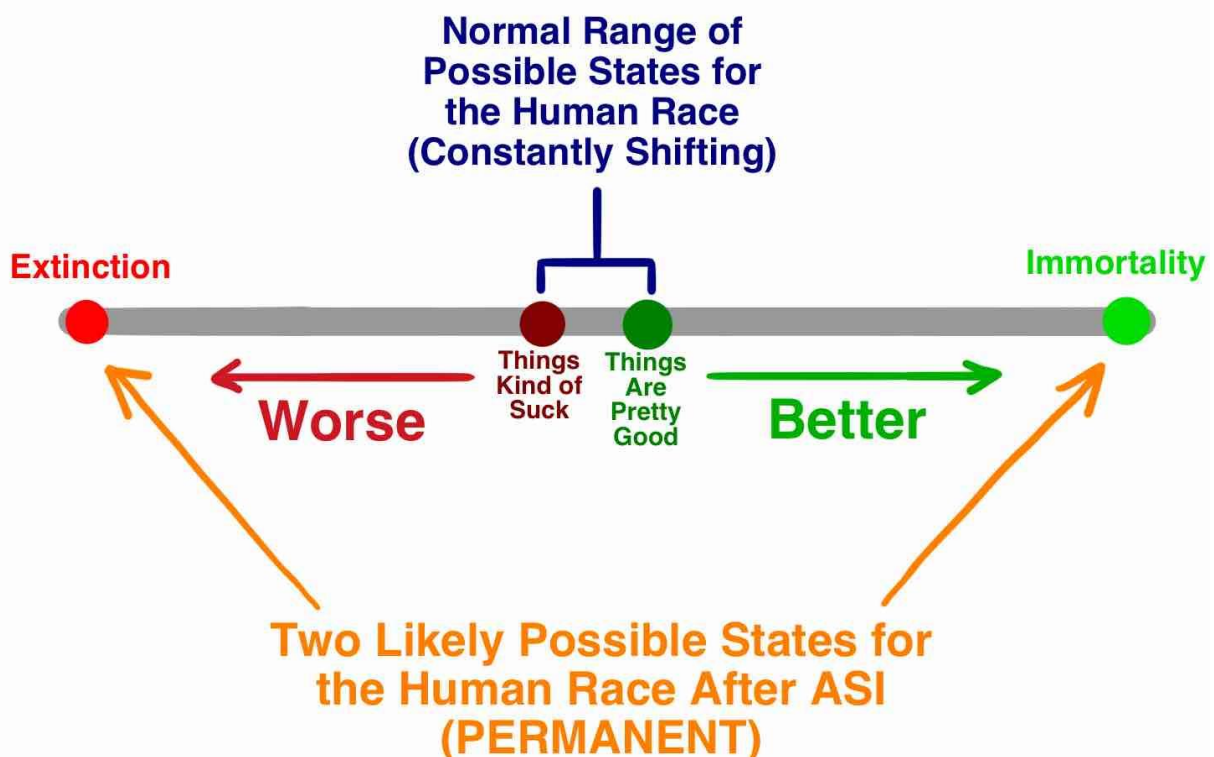 Normal Range of
Possible States for
the Human Race
(Constantly Shifting)
Extinction
Immortality
Things
Kind of
Suck
Things
Are
Pretty
Good
Worse
Better
Two Likely Possible States for
the Human Race After ASI
(PERMANENT)